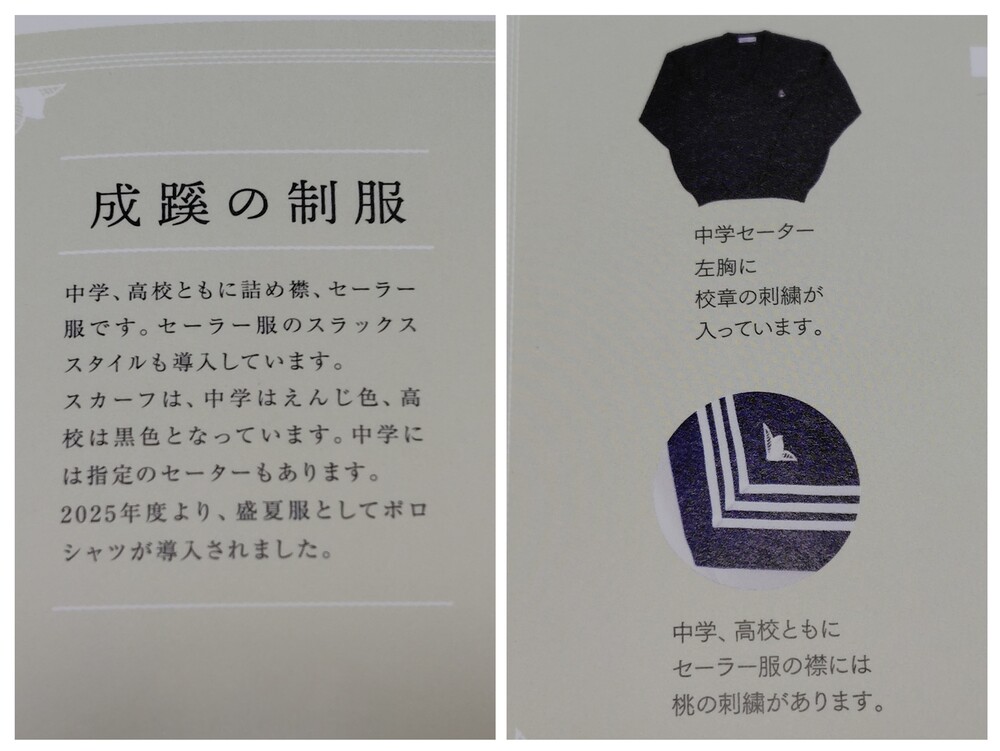 成蹊の制服
中学、高校ともに詰め襟、セーラー
服です。セーラー服のスラックス
スタイルも導入しています。
スカーフは、中学はえんじ色、高
校は黒色となっています。中学に
は指定のセーターもあります。
2025年度より、盛夏服としてポロ
シャツが導入されました。
中学セーター
左胸に
校章の刺繍が
入っています。
中学、高校ともに
セーラー服の襟には
桃の刺繍があります。